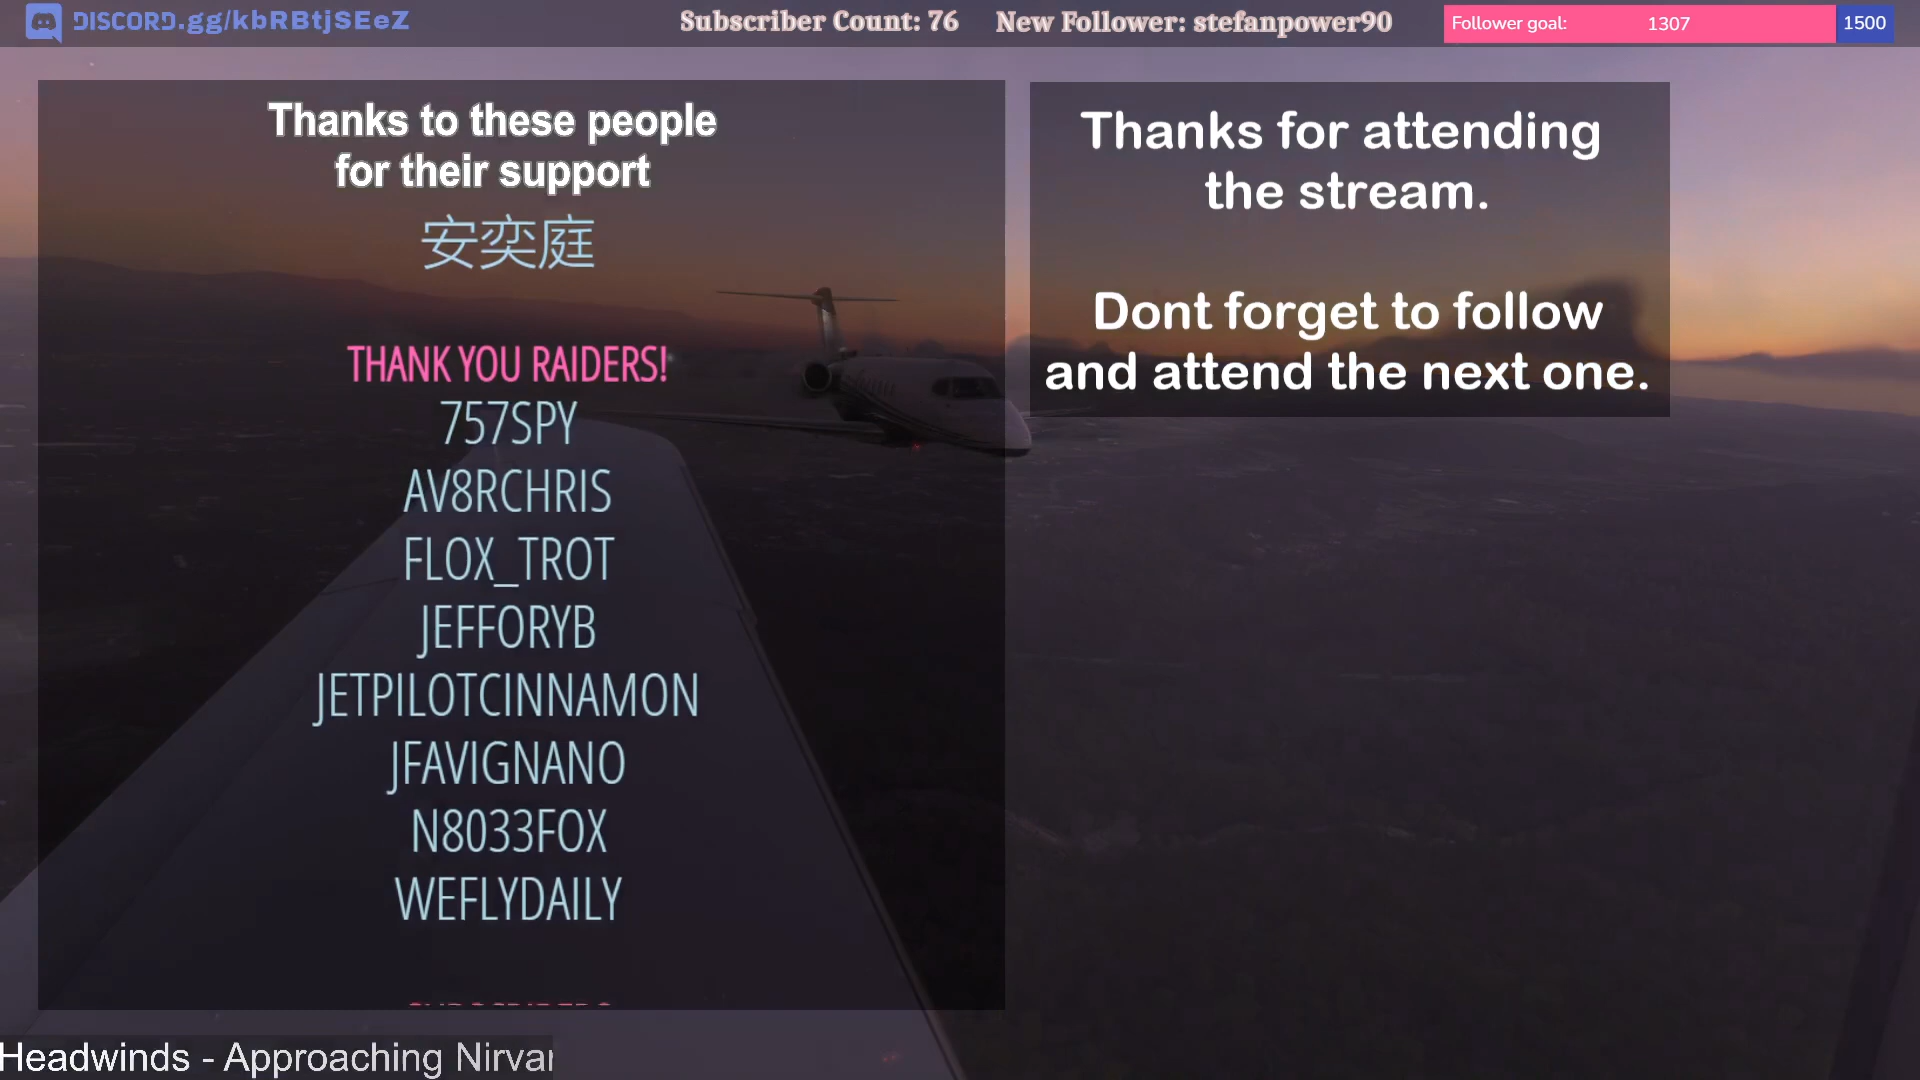 DISCORD.gg/kbRBtjSEeZ
Subscriber Count: 76
New Follower: stefanpower90
Follower goal:
1307
1500
Thanks to these people
for their support
安奕庭
THANK YOU RAIDERS!
757SPY
AV8RCHRIS
FLOX_TROT
JEFFORYB
JETPILOTCINNAMON
JFAVIGNANO
N8033FOX
WEFLYDAILY
Thanks for attending
the stream.
Dont forget to follow
and attend the next one.
Headwinds - Approaching Nirvan